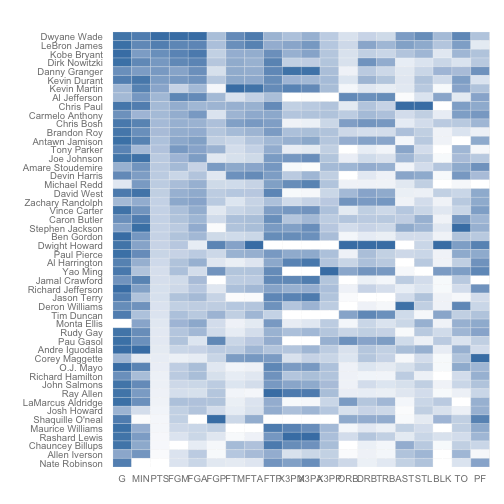 Dwyane Wade
LeBron James
Kobe Bryant
Dirk Nowitzki
Danny Granger
Kevin Durant
Kevin Martin
Al Jefferson
Chris Paul
Carmelo Anthony
Chris Bosh
Brandon Roy
Antawn Jamison
Tony Parker
Joe Johnson
Amare Stoudemire
Devin Harris
Michael Redd
David West
Zachary Randolph
Vince Carter
Caron Butler
Stephen Jackson
Ben Gordon
Dwight Howard
Paul Pierce
Al Harrington
Yao Ming
Jamal Crawford
Richard Jefferson
Jason Terry
Deron Williams
Tim Duncan
Monta Ellis
Rudy Gay
Pau Gasol
Andre Iguodala
Corey Maggette
O.J. Mayo
Richard Hamilton
John Salmons
Ray Allen
LaMarcus Aldridge
Josh Howard
Shaquille O'neal
Maurice Williams
Rashard Lewis
Chauncey Billups
Allen Iverson
Nate Robinson
G MIN PTS FGM FGA FGP FTM FTA FTP X3PM X3PA X3PP ORB DRB TRB AST STL BLK TO PF